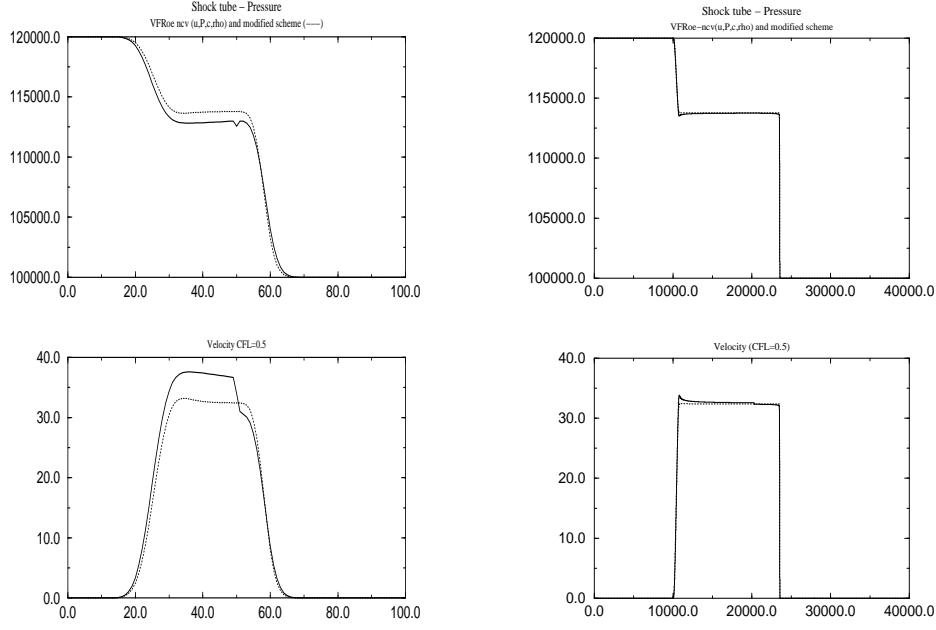 Shock tube – Pressure
VFRoe ncv (u,P,c,rho) and modified scheme (–––)
120000.0
115000.0
110000.0
105000.0
100000.0
0.0 20.0 40.0 60.0 80.0 100.0
Shock tube – Pressure
VFRoe–ncv(u,P,c,rho) and modified scheme
120000.0
115000.0
110000.0
105000.0
100000.0
0.0 10000.0 20000.0 30000.0 40000.0
Velocity CFL=0.5
40.0
30.0
20.0
10.0
0.0
0.0 20.0 40.0 60.0 80.0 100.0
Velocity (CFL=0.5)
40.0
30.0
20.0
10.0
0.0
0.0 10000.0 20000.0 30000.0 40000.0